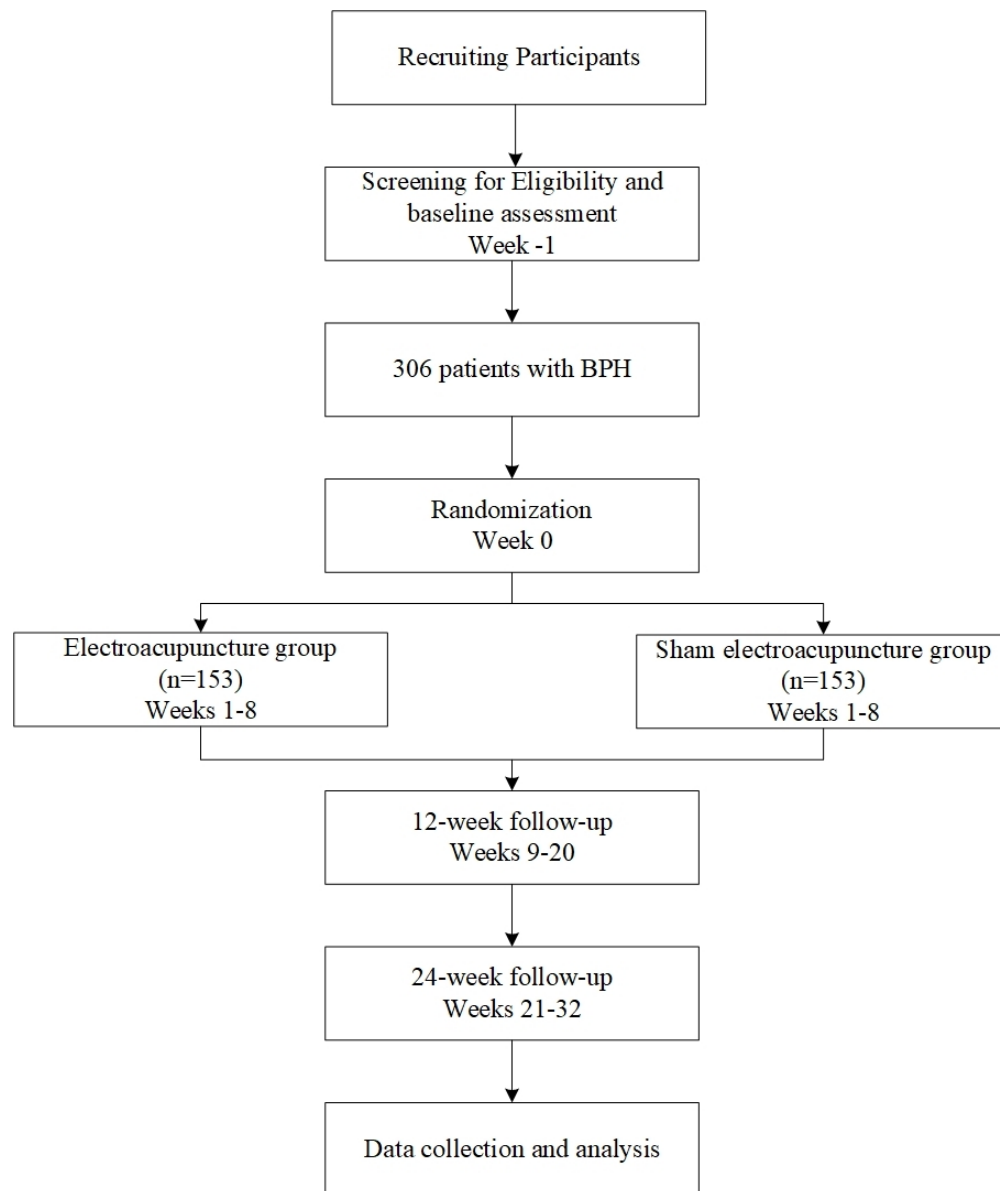 Recruiting Participants
Screening for Eligibility and
baseline assessment
Week -1
306 patients with BPH
Randomization
Week 0
Electroacupuncture group
(n=153)
Weeks 1-8
Sham electroacupuncture group
(n=153)
Weeks 1-8
12-week follow-up
Weeks 9-20
24-week follow-up
Weeks 21-32
Data collection and analysis